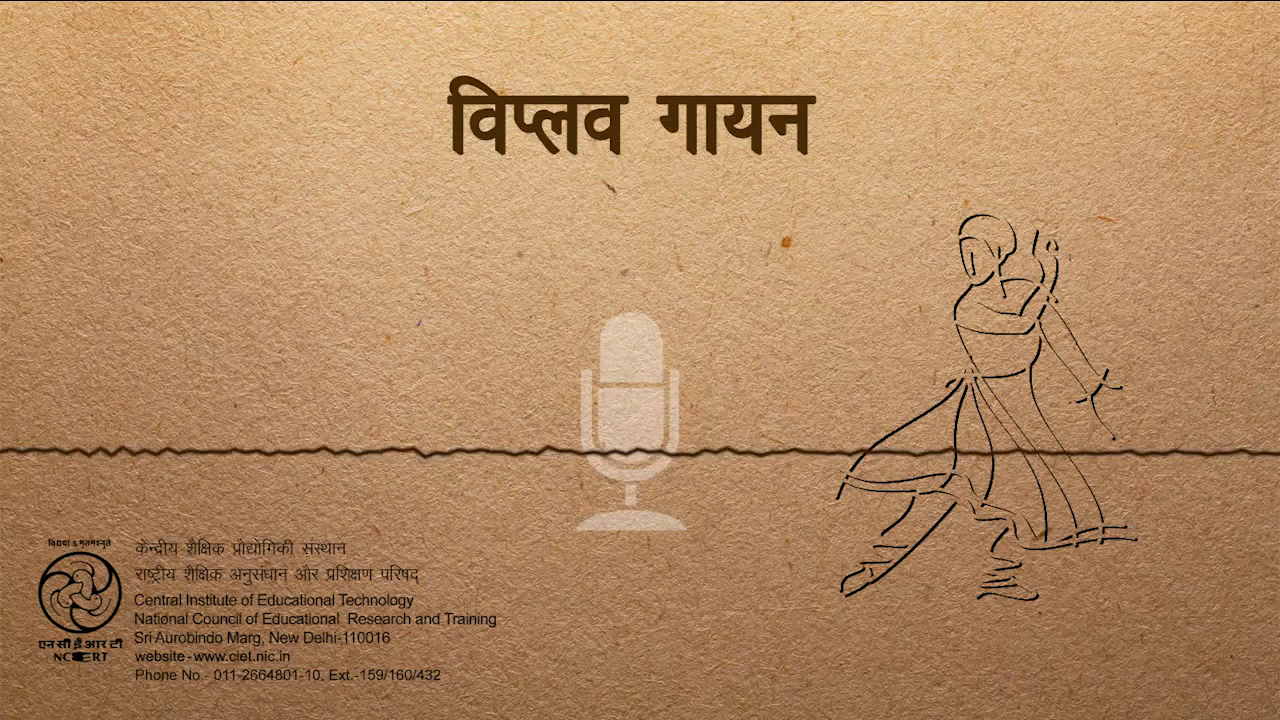 विप्लव गायन
विद्यया ऽ मृतमश्नुते
एन सी ई आर टी
NCERT
केन्द्रीय शैक्षिक प्रौद्योगिकी संस्थान
राष्ट्रीय शैक्षिक अनुसंधान और प्रशिक्षण परिषद्
Central Institute of Educational Technology
National Council of Educational Research and Training
Sri Aurobindo Marg, New Delhi-110016
website - www.ciet.nic.in
Phone No.- 011-2664801-10, Ext.-159/160/432